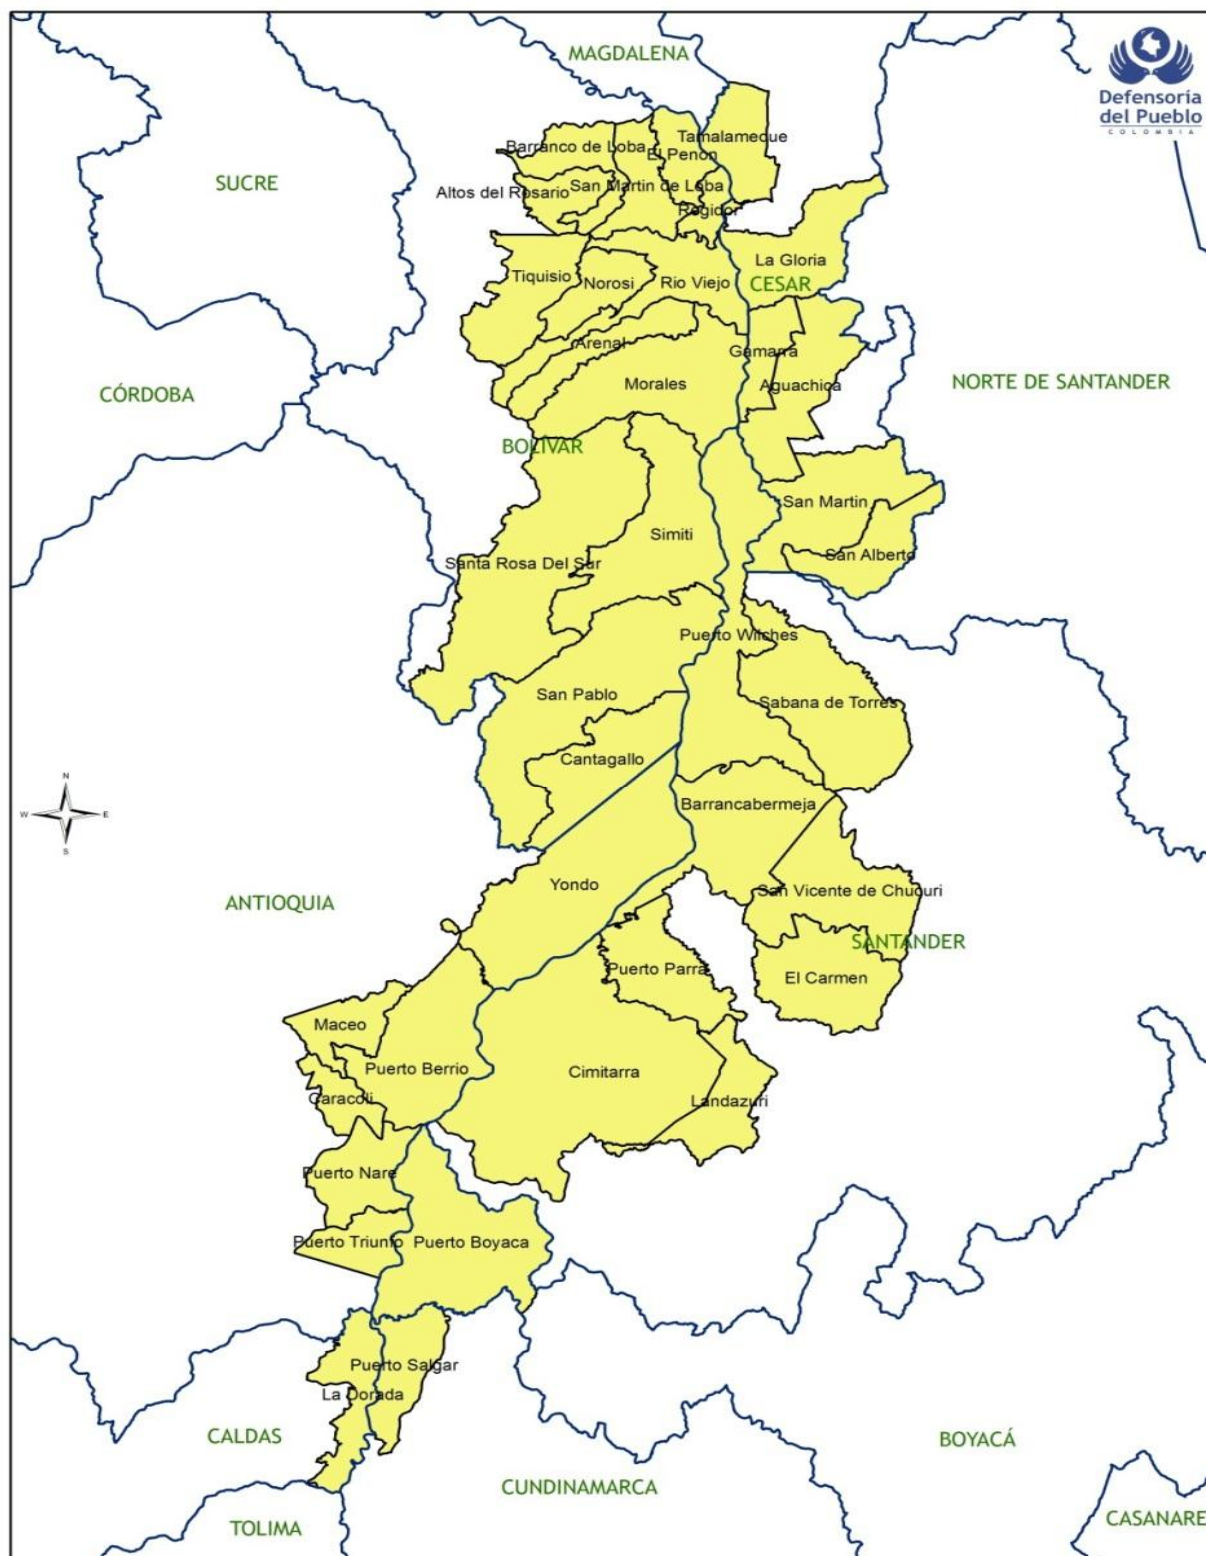 MAGDALENA
Defensoría
del Pueblo
COLOMBIA
Tamalameque
Barranco de Loba
El Penon
SUCRE
San Martin de Loba
Altos del Rosario
Regidor
La Gloria
Tiquisio
Norosi
Rio Viejo
CESAR
Arenal
Gamarra
Morales
Aguachica
NORTE DE SANTANDER
CÓRDOBA
BOLÍVAR
San Martin
Simiti
San Alberto
Santa Rosa Del Sur
Puerto Wilches
San Pablo
Sabana de Torres
Cantagallo
N
W
E
S
Barrancabermeja
Yondo
San Vicente de Chucuri
ANTIOQUIA
SANTANDER
Puerto Parra
El Carmen
Maceo
Puerto Berrio
Cimitarra
Caracoli
Landazuri
Puerto Nare
Puerto Triunfo
Puerto Boyaca
Puerto Salgar
La Dorada
CALDAS
BOYACÁ
CUNDINAMARCA
TOLIMA
CASANARE